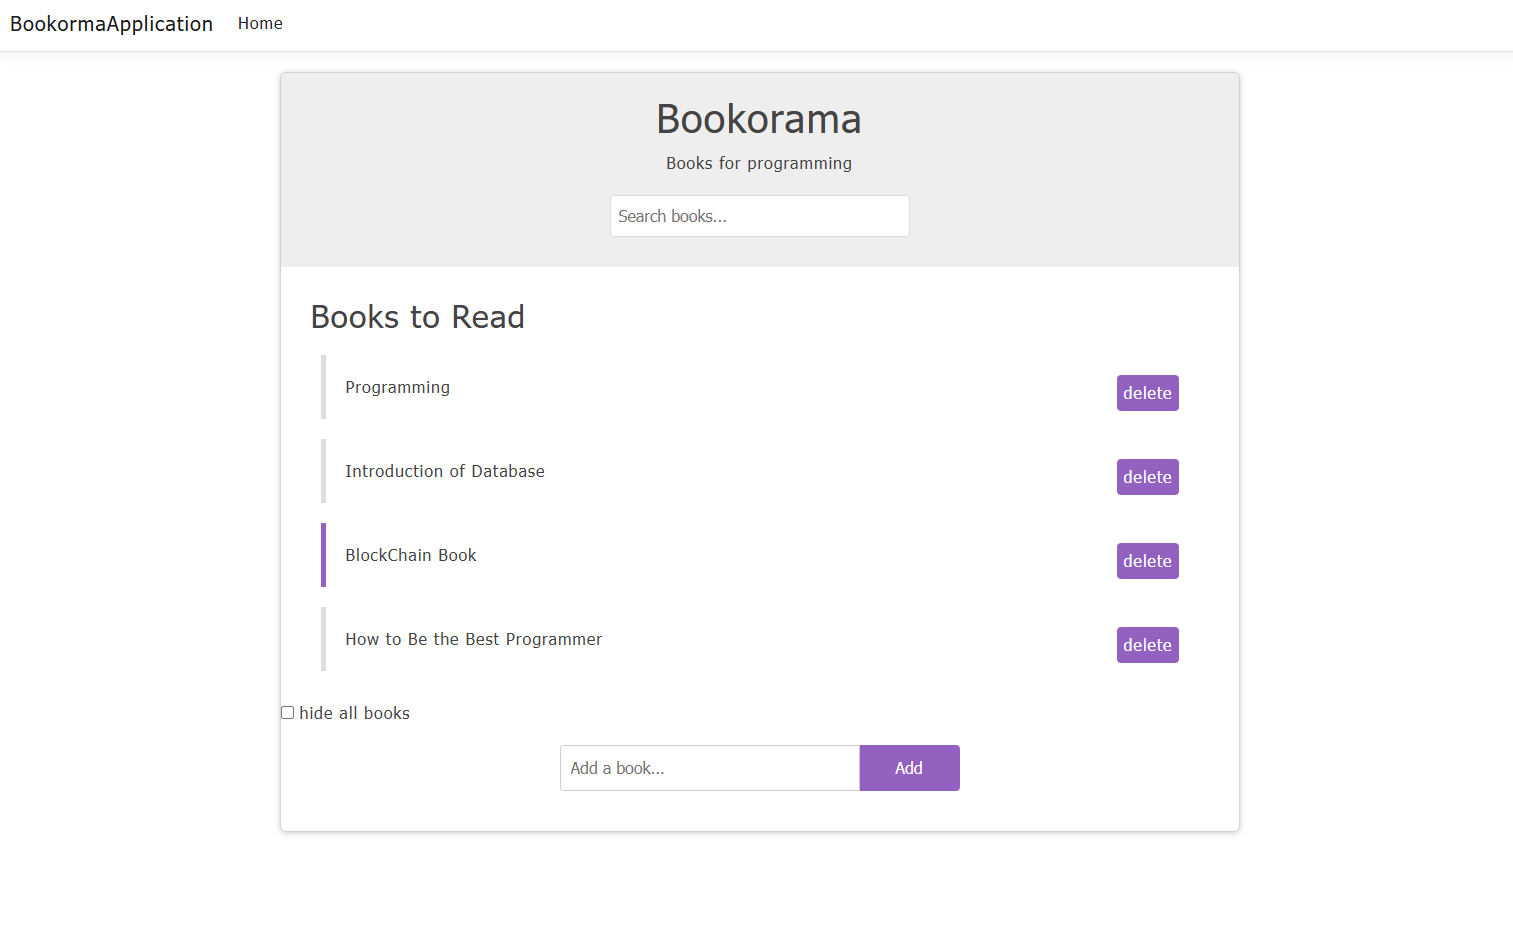 BookormaApplication Home
Bookorama
Books for programming
Search books...
Books to Read
Programming delete
Introduction of Database delete
BlockChain Book delete
How to Be the Best Programmer delete
hide all books
Add a book... Add